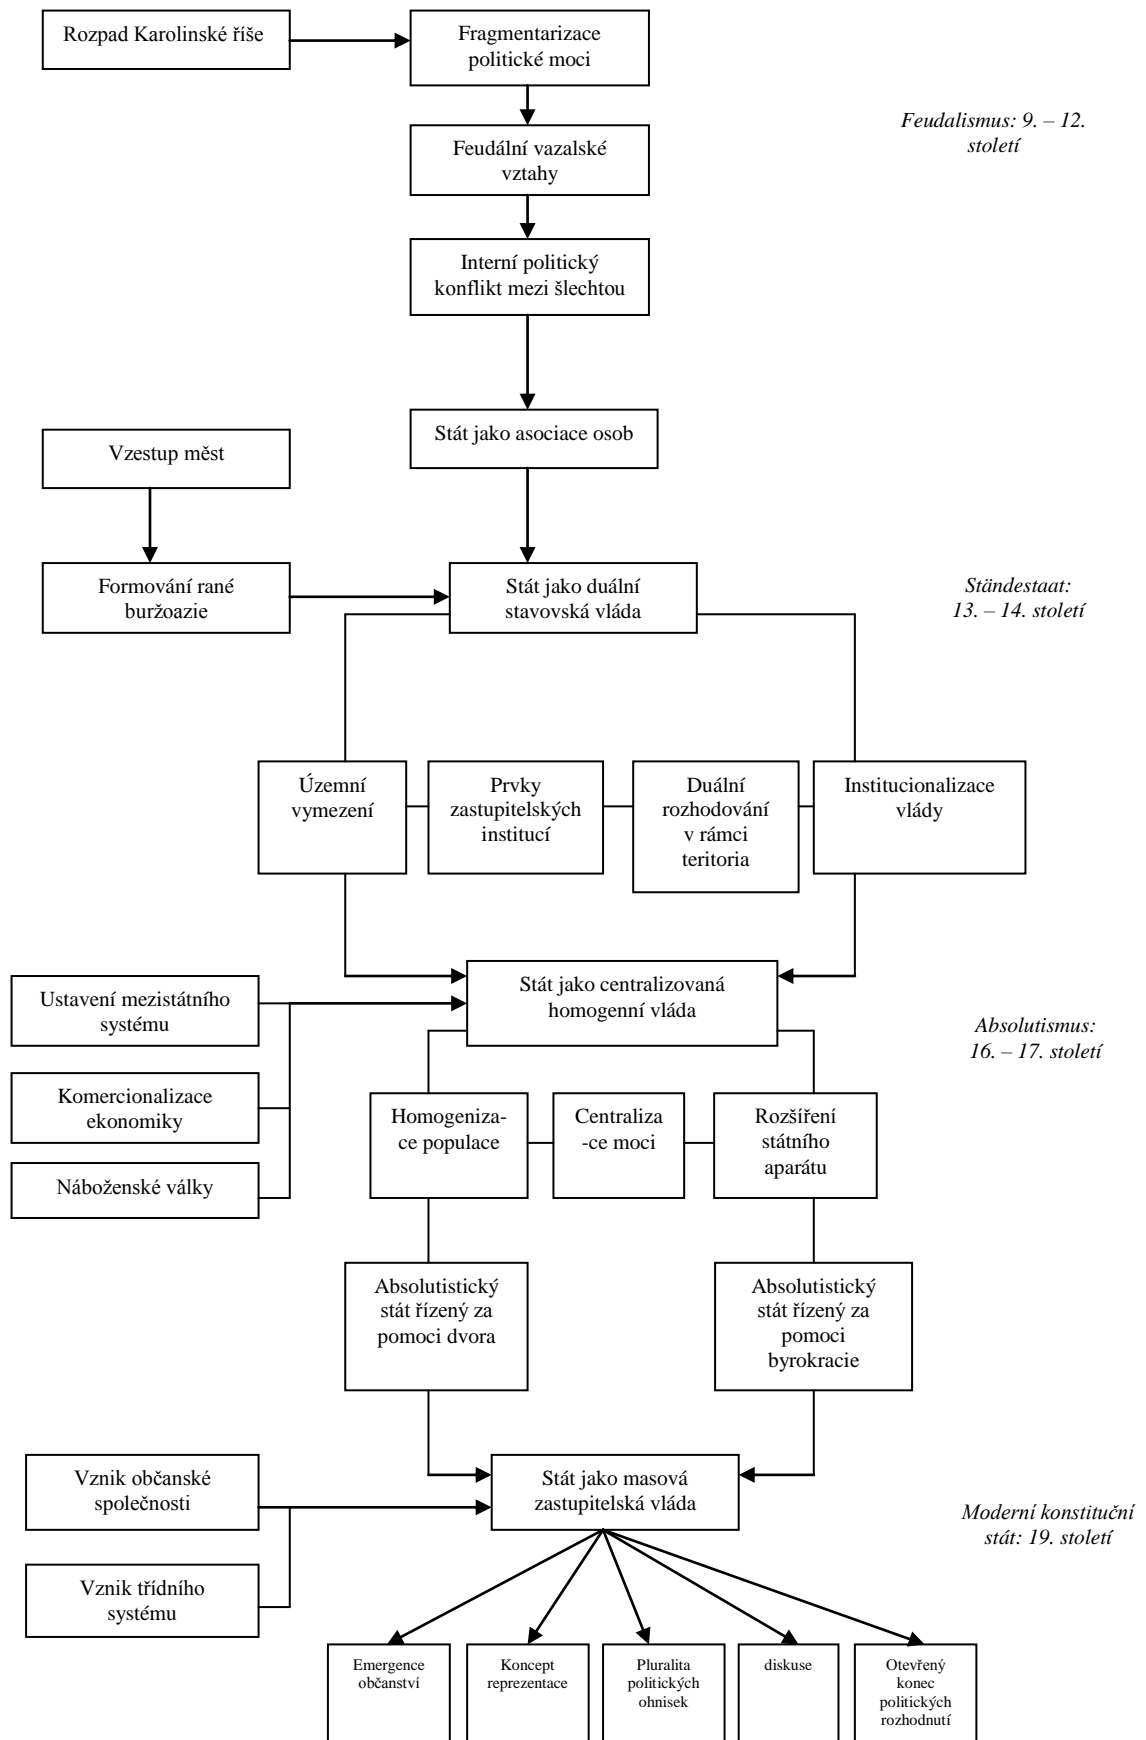 Rozpad Karolinské říše
Fragmentarizace
politické moci
Feudalismus: 9. – 12.
století
Feudální vazalské
vztahy
Interní politický
konflikt mezi šlechtou
Stát jako asociace osob
Vzestup měst
Formování rané
buržoazie
Stát jako duální
stavovská vláda
Ständestaat:
13. – 14. století
Územní
vymezení
Prvky
zastupitelských
institucí
Duální
rozhodování
v rámci
teritoria
Institucionalizace
vlády
Stát jako centralizovaná
homogenní vláda
Ustavení mezistátního
systému
Absolutismus:
16. – 17. století
Komercionalizace
ekonomiky
Náboženské války
Homogeniza-
ce populace
Centraliza
-ce moci
Rozšíření
státního
aparátu
Absolutistický
stát řízený za
pomoci dvora
Absolutistický
stát řízený za
pomoci
byrokracie
Vznik občanské
společnosti
Stát jako masová
zastupitelská vláda
Moderní konstituční
stát: 19. století
Vznik třídního
systému
Emergence
občanství
Koncept
reprezentace
Pluralita
politických
ohnisek
diskuse
Otevřený
konec
politických
rozhodnutí